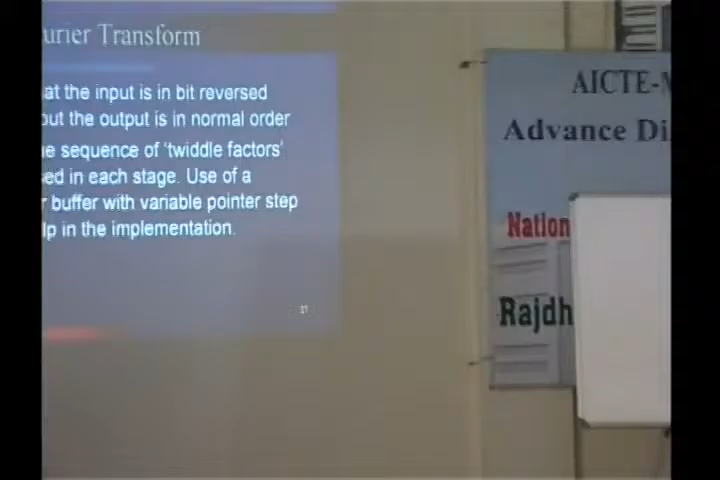 urier Transform
at the input is in bit reversed
out the output is in normal order
e sequence of 'twiddle factors'
ed in each stage. Use of a
r buffer with variable pointer step
lp in the implementation.
AICTE-
Advance Di
Nation
Rajdh